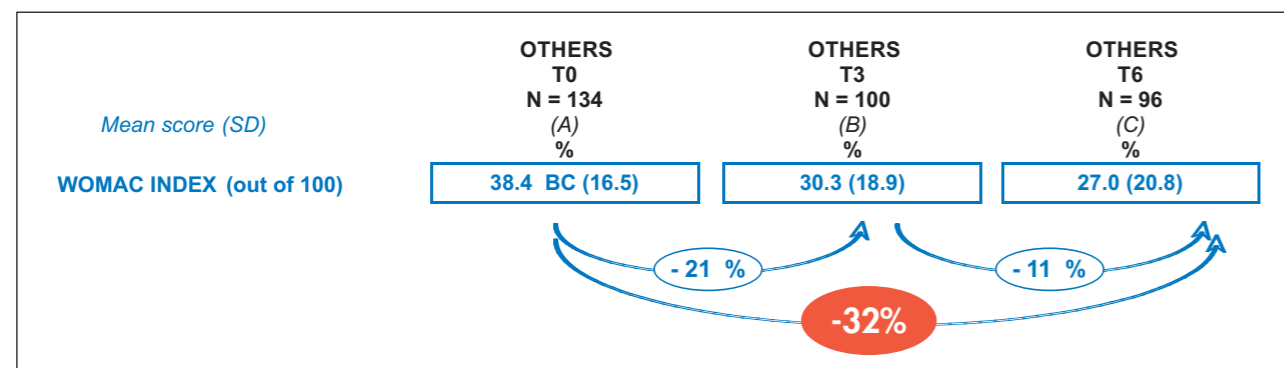 OTHERS OTHERS OTHERS
T0 T3 T6
N = 134 N = 100 N = 96
Mean score (SD) (A) (B) (C)
% % %
WOMAC INDEX (out of 100) 38.4 BC (16.5) 30.3 (18.9) 27.0 (20.8)
- 21 % - 11 %
-32%